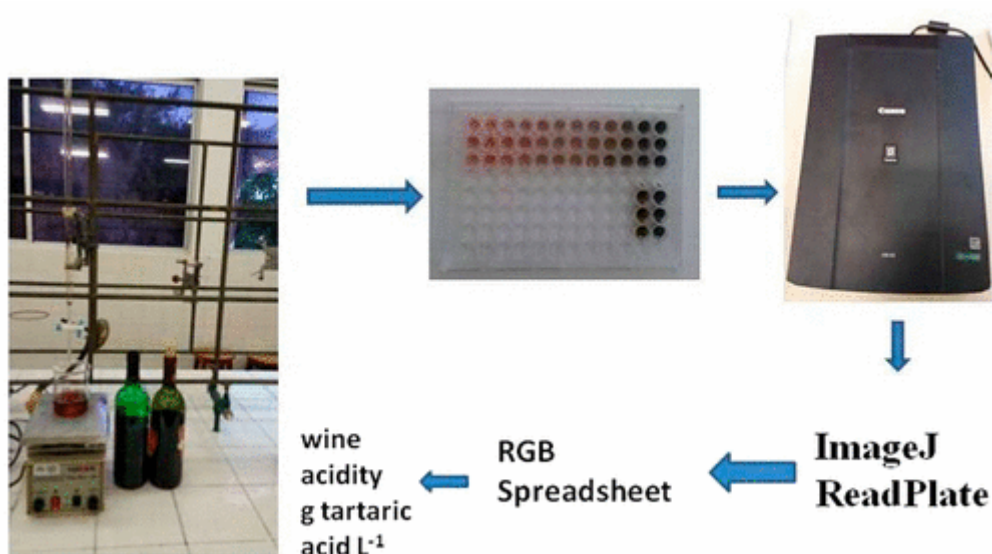 Canon
wine
acidity
g tartaric
acid L⁻¹
RGB
Spreadsheet
ImageJ
ReadPlate